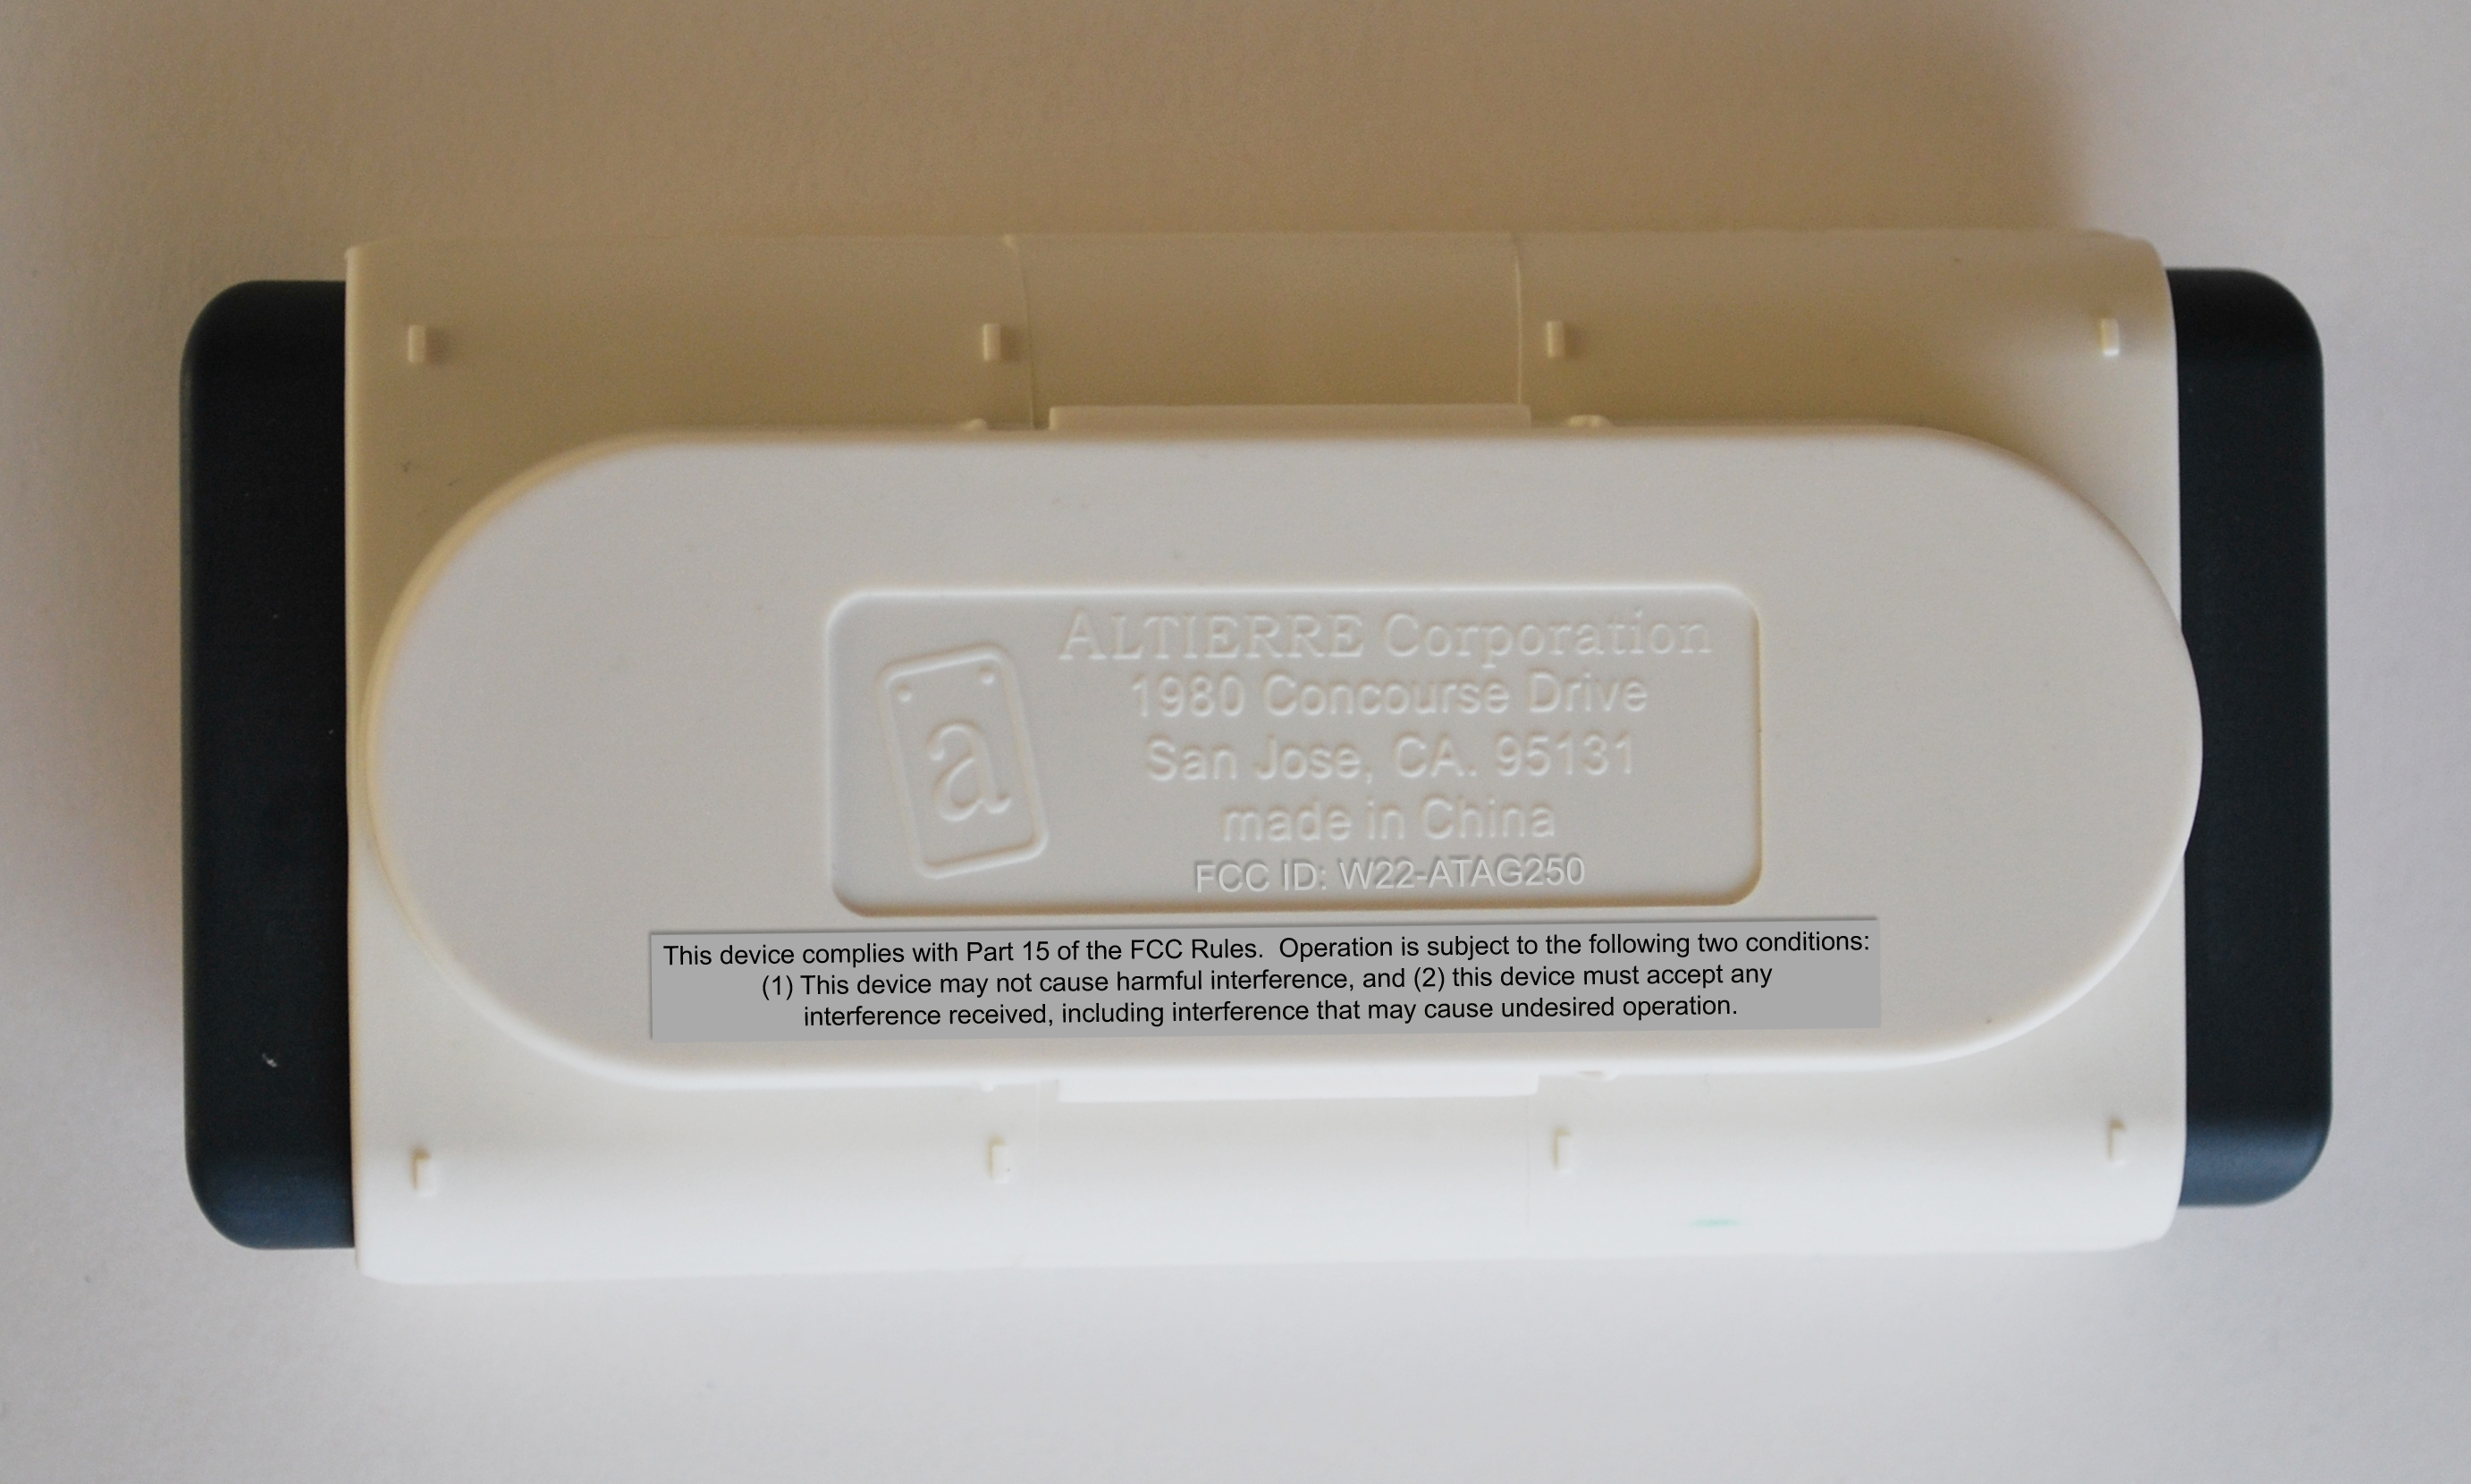 a
ALTIERRE Corporation
1980 Concourse Drive
San Jose, CA. 95131
made in China
FCC ID: W22-ATAG250
This device complies with Part 15 of the FCC Rules.  Operation is subject to the following two conditions:
(1) This device may not cause harmful interference, and (2) this device must accept any
interference received, including interference that may cause undesired operation.